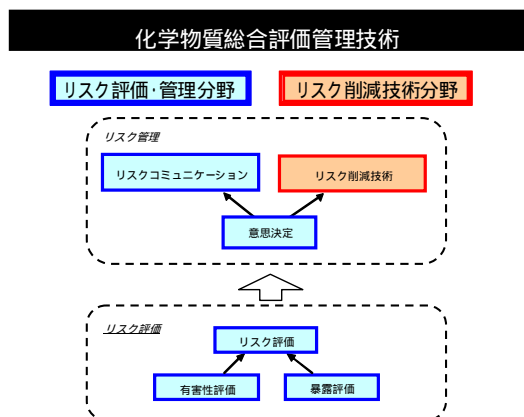 化学物質総合評価管理技術
リスク評価・管理分野
リスク削減技術分野
リスク管理
リスクコミュニケーション
リスク削減技術
意思決定
リスク評価
リスク評価
有害性評価
暴露評価